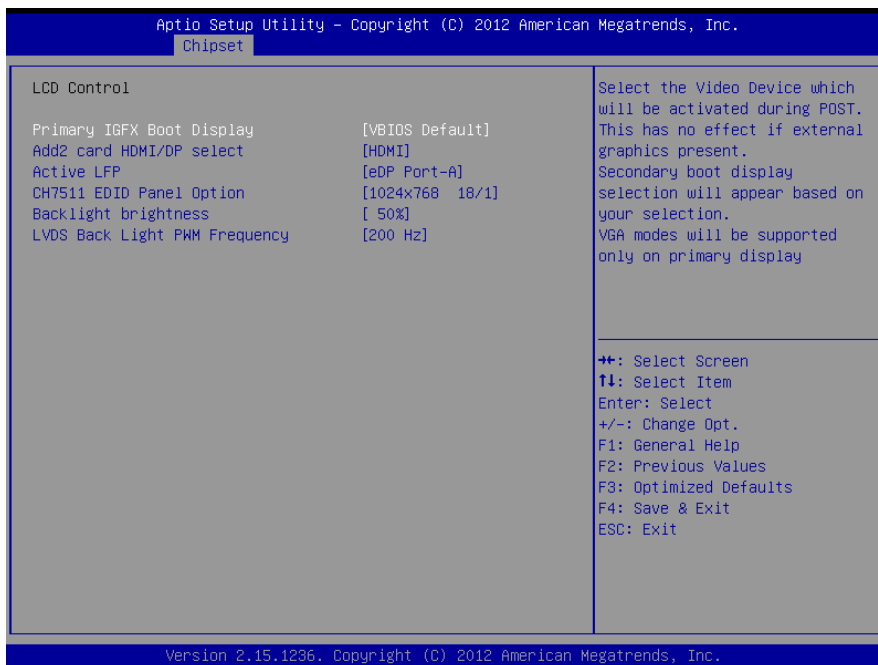 Aptio Setup Utility – Copyright (C) 2012 American Megatrends, Inc.
Chipset
LCD Control
Primary IGFX Boot Display [VBIOS Default]
Add2 card HDMI/DP select [HDMI]
Active LFP [eDP Port-A]
CH7511 EDID Panel Option [1024x768  18/1]
Backlight brightness [ 50%]
LVDS Back Light PWM Frequency [200 Hz]
Select the Video Device which
will be activated during POST.
This has no effect if external
graphics present.
Secondary boot display
selection will appear based on
your selection.
VGA modes will be supported
only on primary display
→←: Select Screen
↑↓: Select Item
Enter: Select
+/-: Change Opt.
F1: General Help
F2: Previous Values
F3: Optimized Defaults
F4: Save & Exit
ESC: Exit
Version 2.15.1236. Copyright (C) 2012 American Megatrends, Inc.